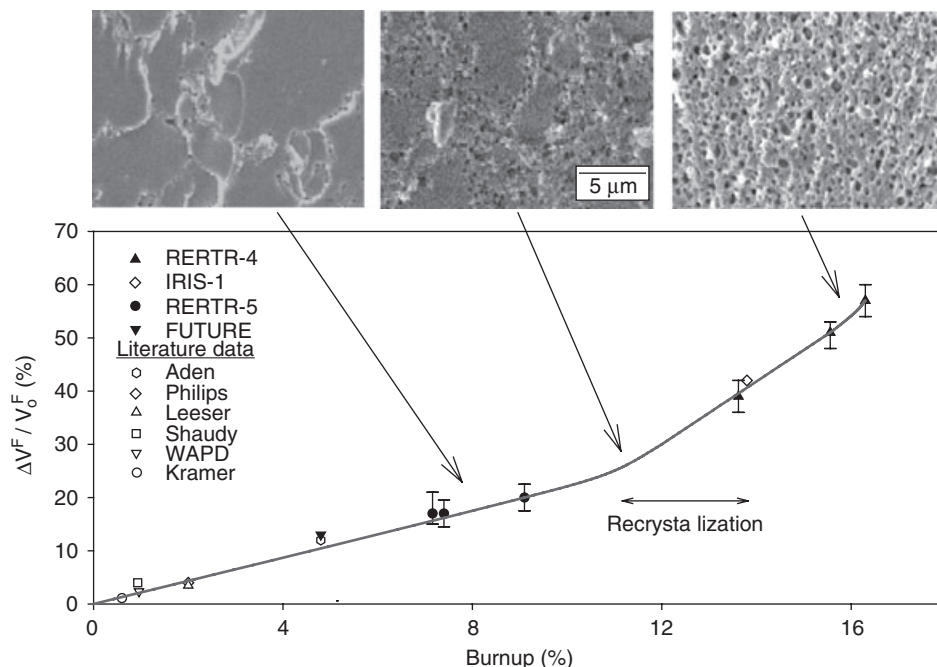 5 μm
70
60
50
40
30
20
10
0
ΔV^F / V_o^F (%)
RERTR-4
IRIS-1
RERTR-5
FUTURE
Literature data
Aden
Philips
Leeser
Shaudy
WAPD
Kramer
Recrysta lization
0 4 8 12 16
Burnup (%)